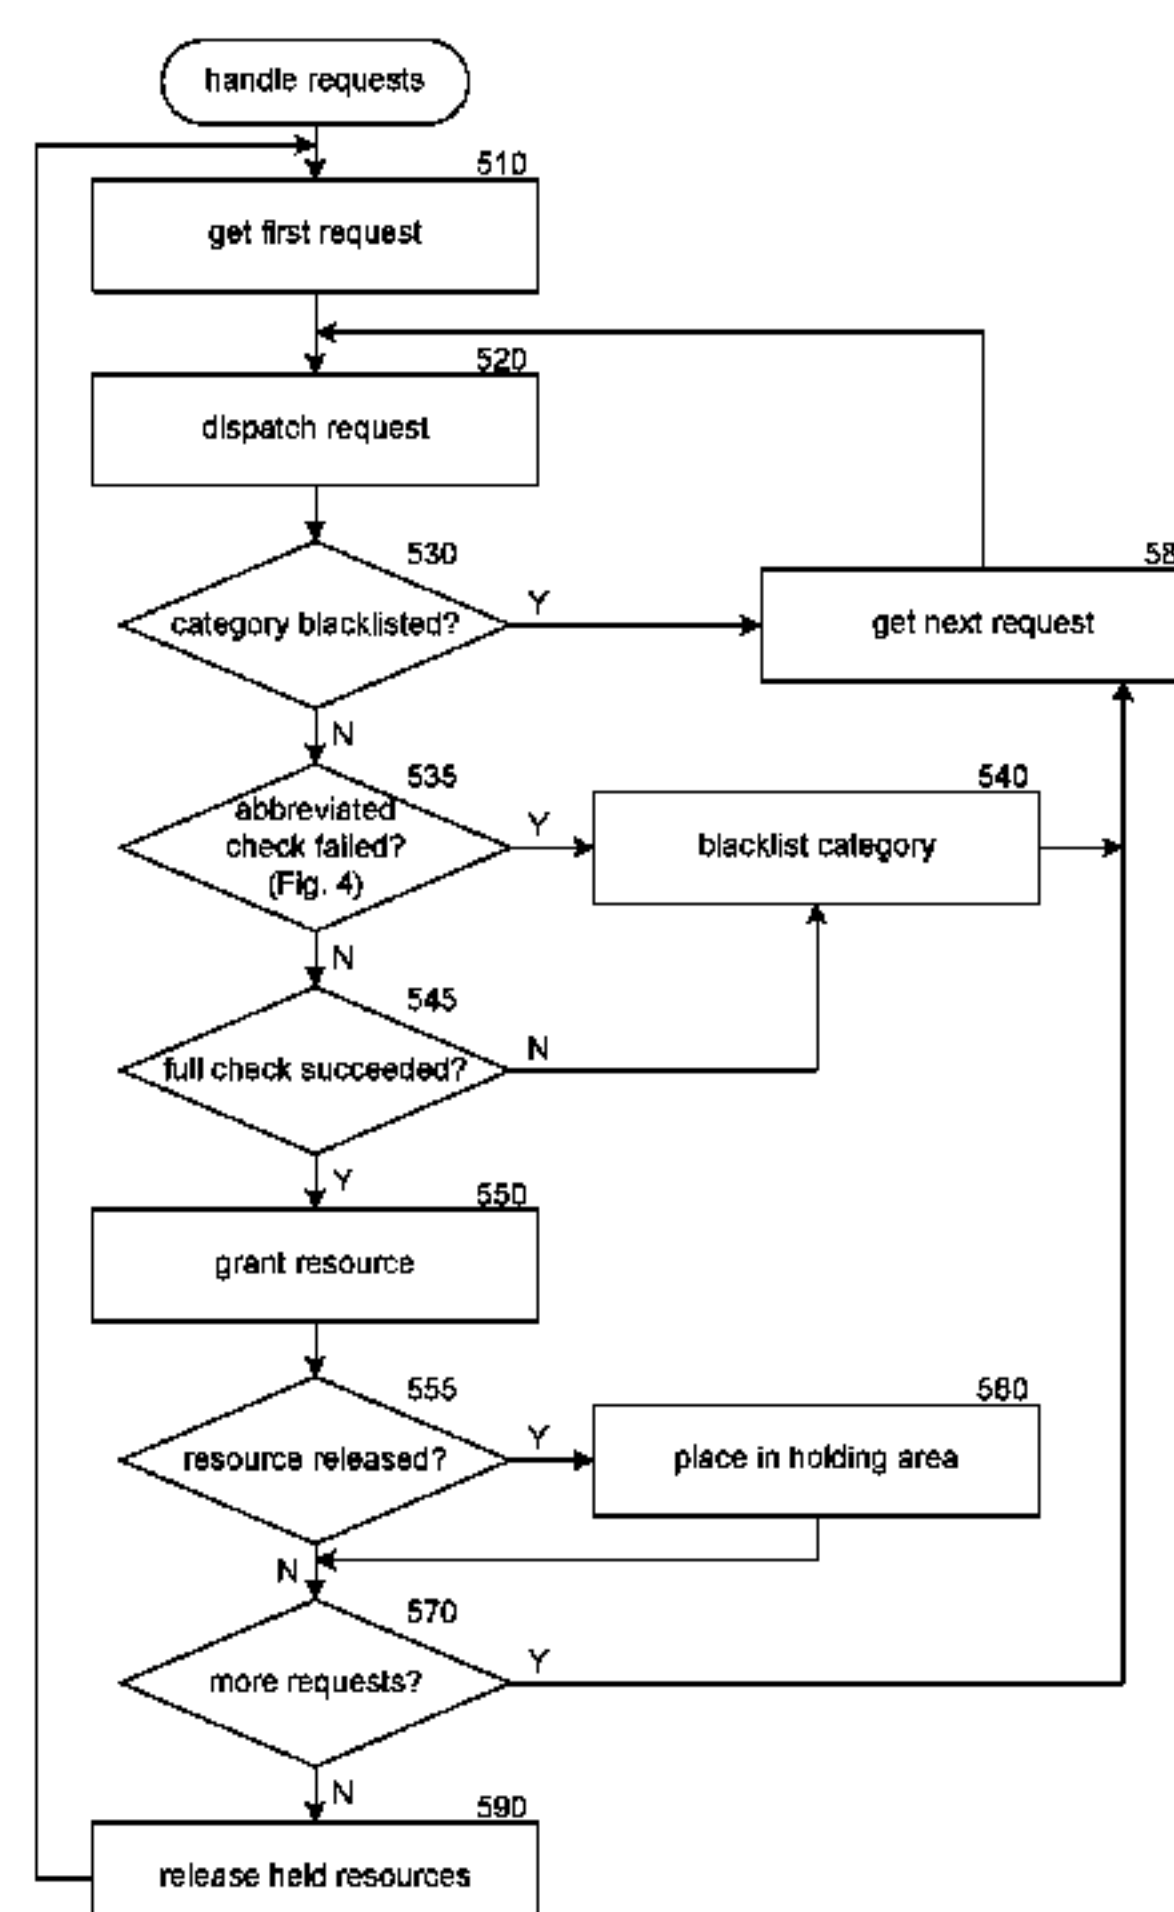 handle requests
510
get first request
520
dispatch request
530
category blacklisted?
Y
58
get next request
N
535
abbreviated
check failed?
(Fig. 4)
Y
540
blacklist category
N
545
full check succeeded?
N
Y
550
grant resource
555
resource released?
Y
560
place in holding area
N
570
more requests?
Y
N
590
release held resources